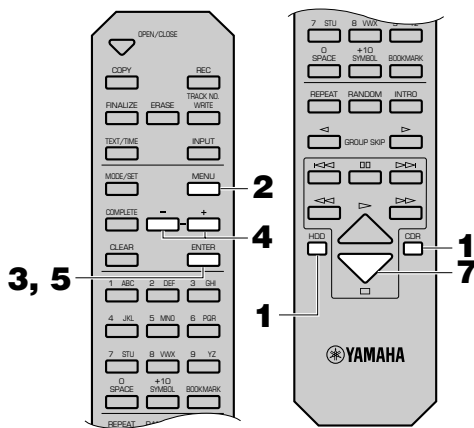 OPEN/CLOSE
COPY REC
FINALIZE ERASE TRACK NO. WRITE
TEXT/TIME INPUT
MODE/SET MENU
2
COMPLETE – +
4
CLEAR ENTER
3, 5
1 ABC 2 DEF 3 GHI
4 JKL 5 MNO 6 PQR
7 STU 8 VWX 9 YZ
0 SPACE +10 SYMBOL BOOKMARK
REPEAT
7 STU 8 VWX 9 YZ
0 SPACE +10 SYMBOL BOOKMARK
REPEAT RANDOM INTRO
GROUP SKIP
HDD CDR
1
1
7
YAMAHA